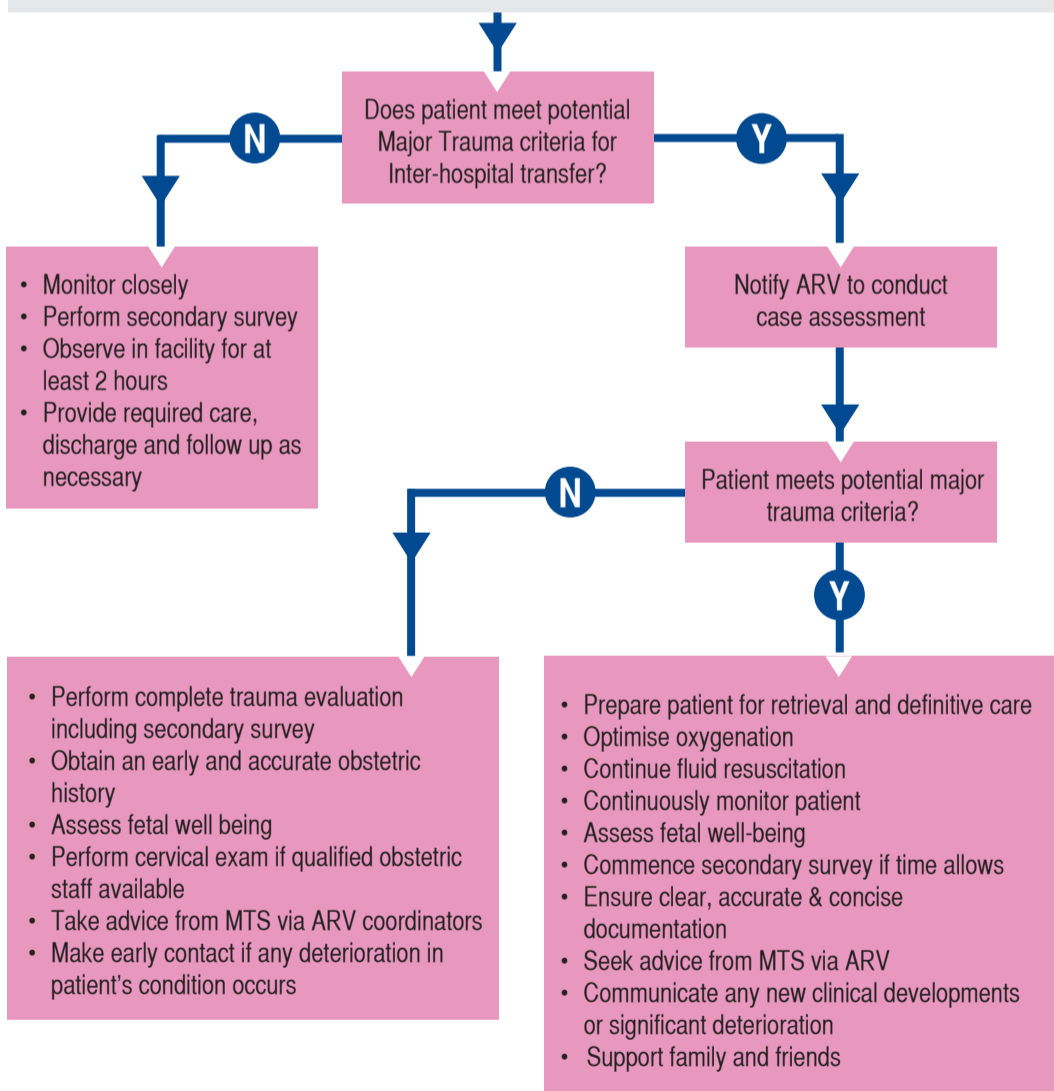 Does patient meet potential
Major Trauma criteria for
Inter-hospital transfer?
N
Y
• Monitor closely
• Perform secondary survey
• Observe in facility for at
least 2 hours
• Provide required care,
discharge and follow up as
necessary
Notify ARV to conduct
case assessment
Patient meets potential major
trauma criteria?
N
Y
• Perform complete trauma evaluation
including secondary survey
• Obtain an early and accurate obstetric
history
• Assess fetal well being
• Perform cervical exam if qualified obstetric
staff available
• Take advice from MTS via ARV coordinators
• Make early contact if any deterioration in
patient's condition occurs
• Prepare patient for retrieval and definitive care
• Optimise oxygenation
• Continue fluid resuscitation
• Continuously monitor patient
• Assess fetal well-being
• Commence secondary survey if time allows
• Ensure clear, accurate & concise
documentation
• Seek advice from MTS via ARV
• Communicate any new clinical developments
or significant deterioration
• Support family and friends